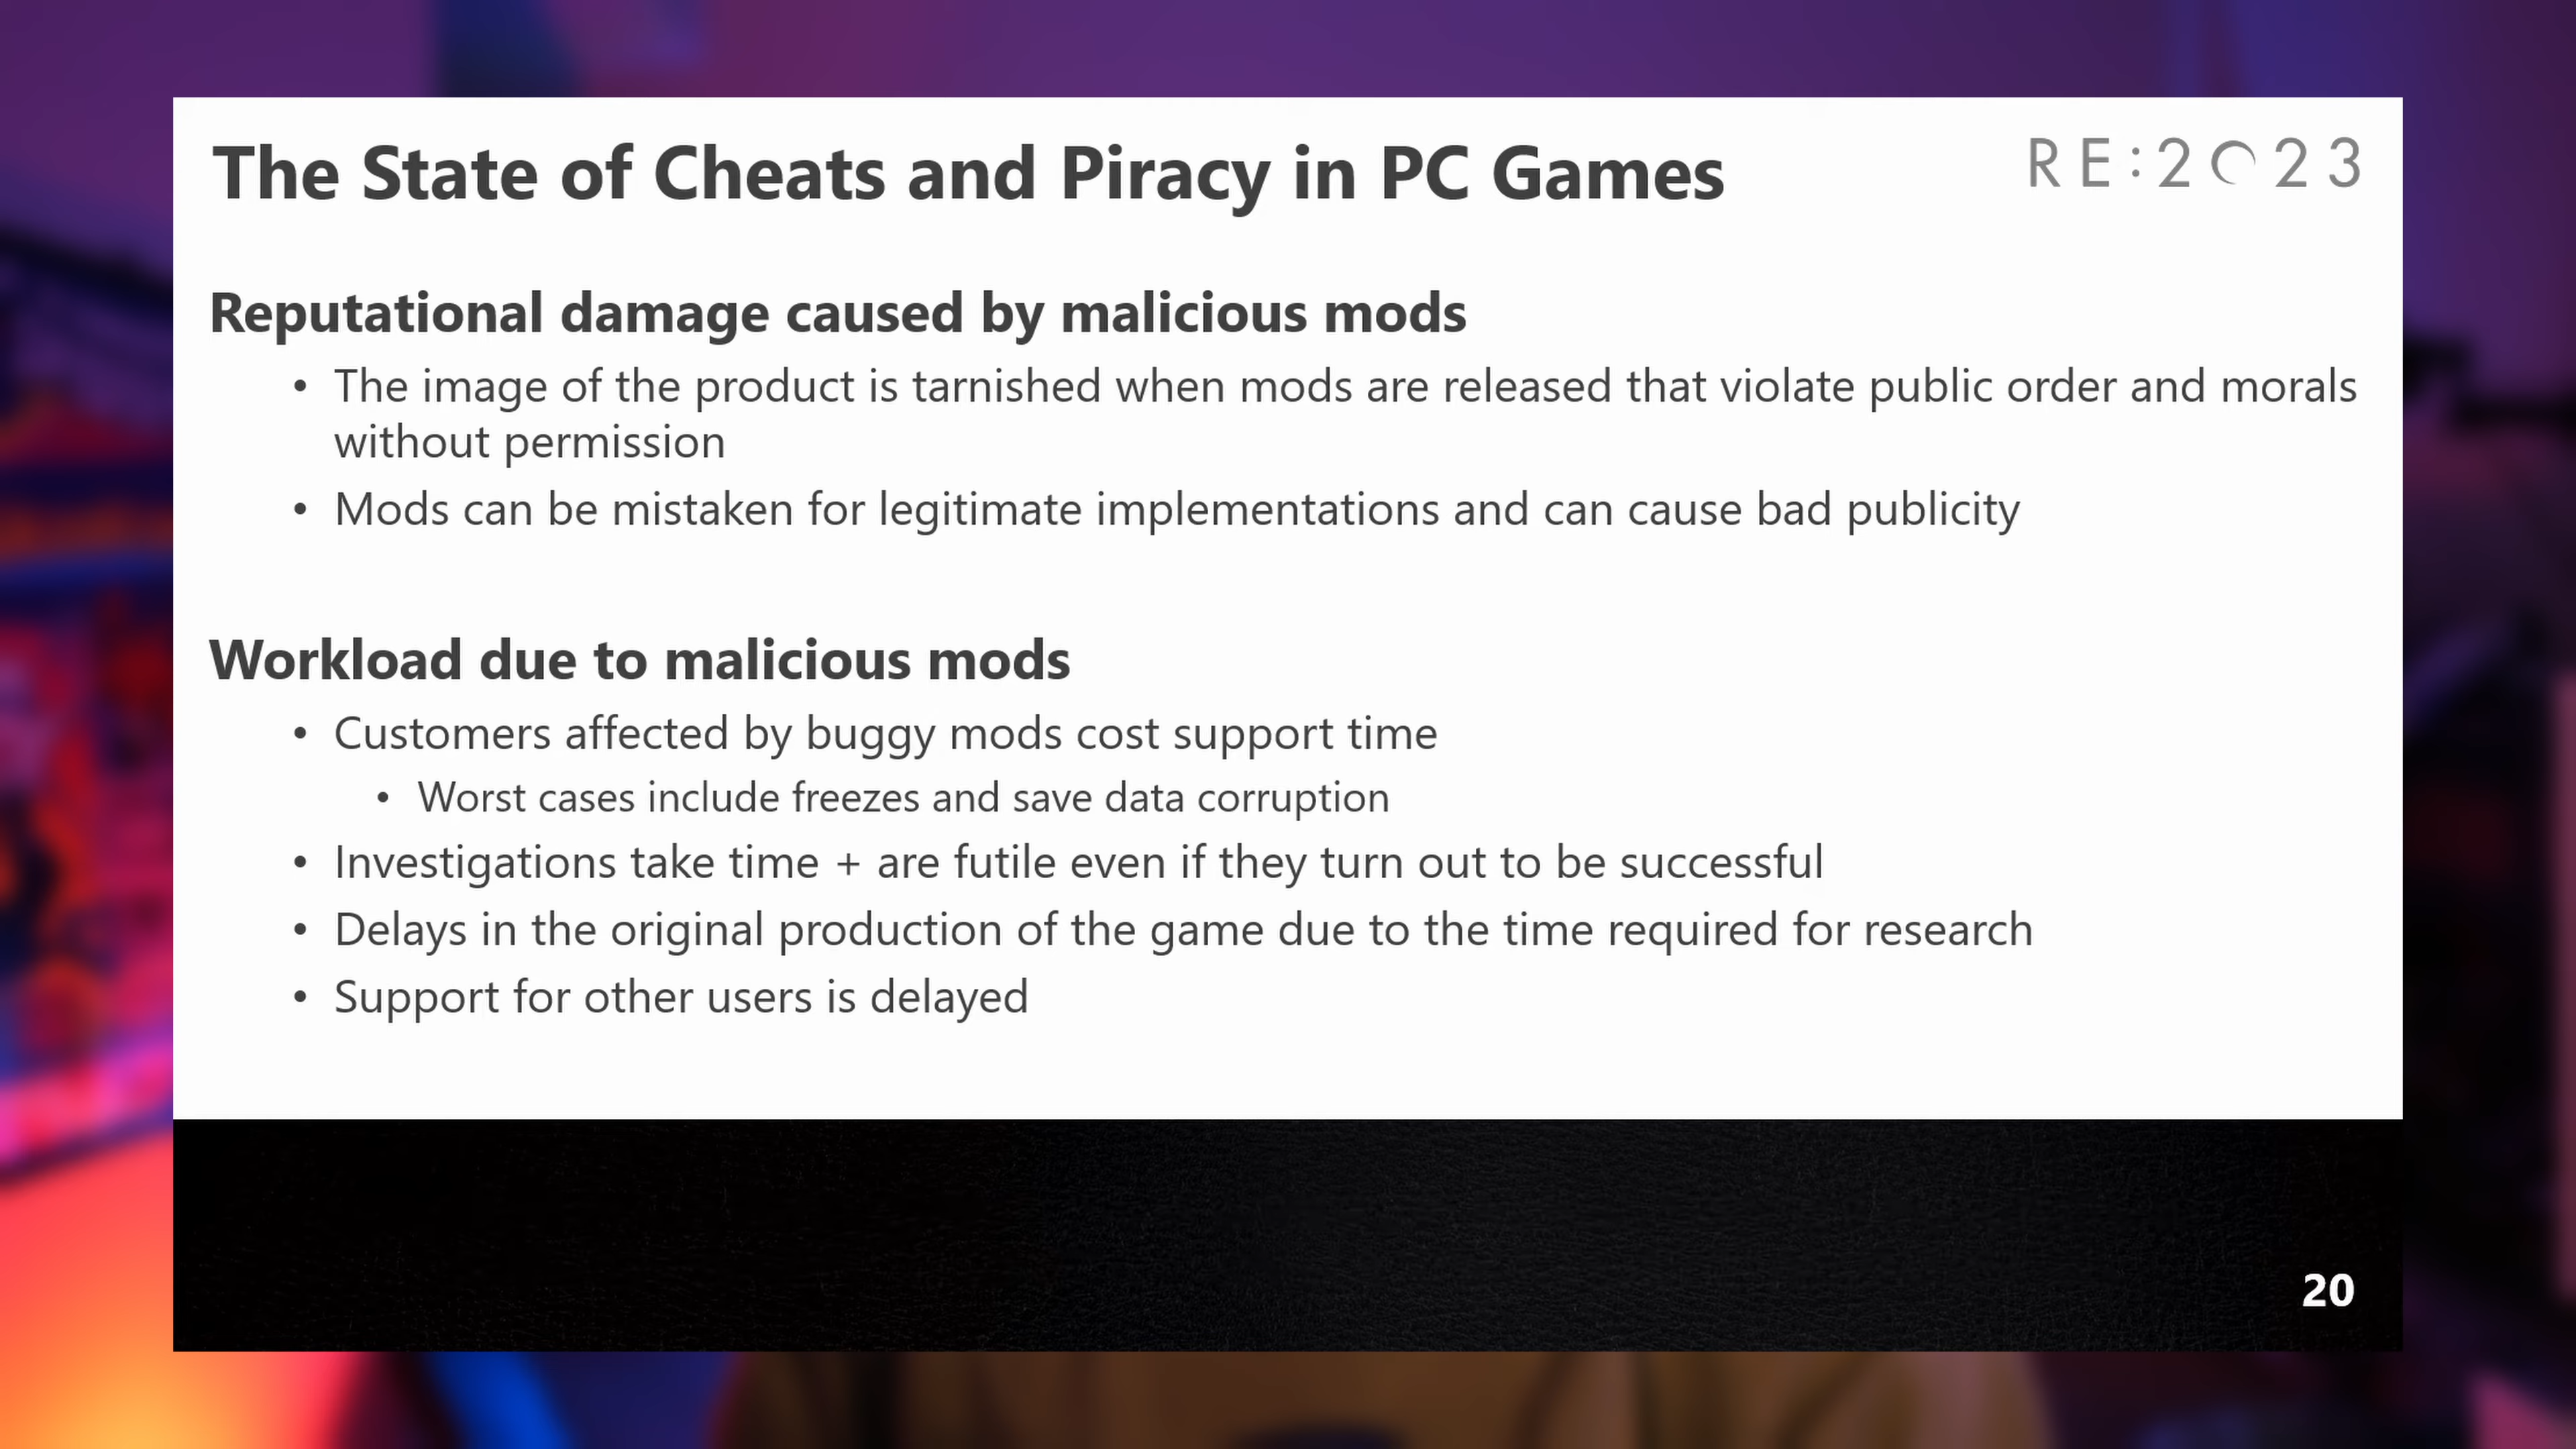 The State of Cheats and Piracy in PC Games
RE:2023
Reputational damage caused by malicious mods
• The image of the product is tarnished when mods are released that violate public order and morals
without permission
• Mods can be mistaken for legitimate implementations and can cause bad publicity
Workload due to malicious mods
• Customers affected by buggy mods cost support time
• Worst cases include freezes and save data corruption
• Investigations take time + are futile even if they turn out to be successful
• Delays in the original production of the game due to the time required for research
• Support for other users is delayed
20